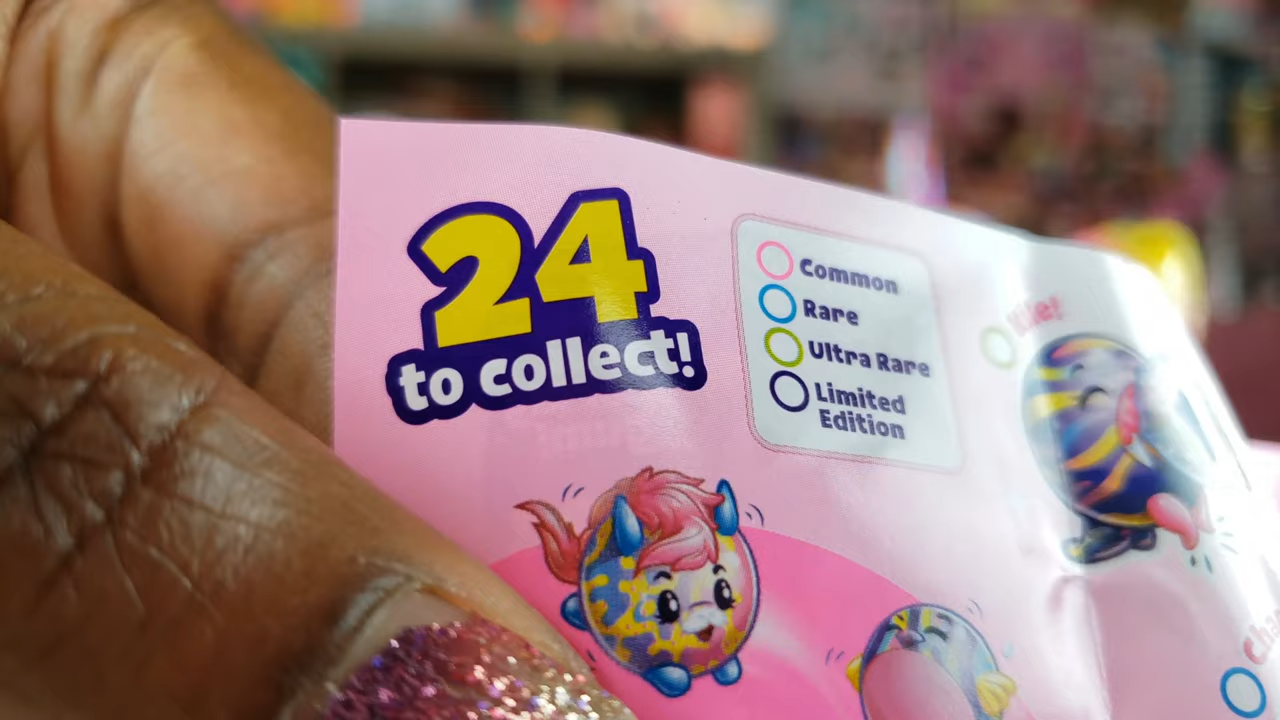 24
to collect!
Common
Rare
Ultra Rare
Limited
Edition